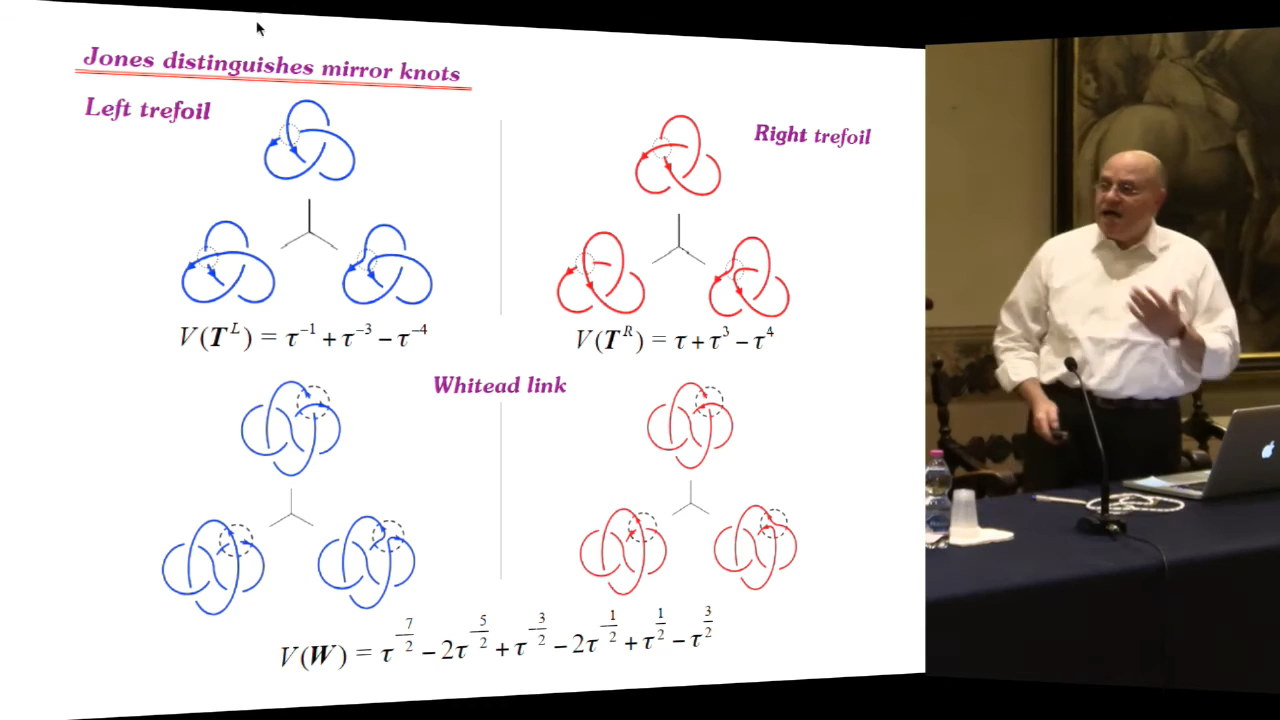 Jones distinguishes mirror knots
Left trefoil
Right trefoil
V(T^L) = τ^{-1} + τ^{-3} − τ^{-4}
V(T^R) = τ + τ^3 − τ^4
Whitead link
V(W) = τ^{-7/2} − 2τ^{-5/2} + τ^{-3/2} − 2τ^{-1/2} + τ^{1/2} − τ^{3/2}